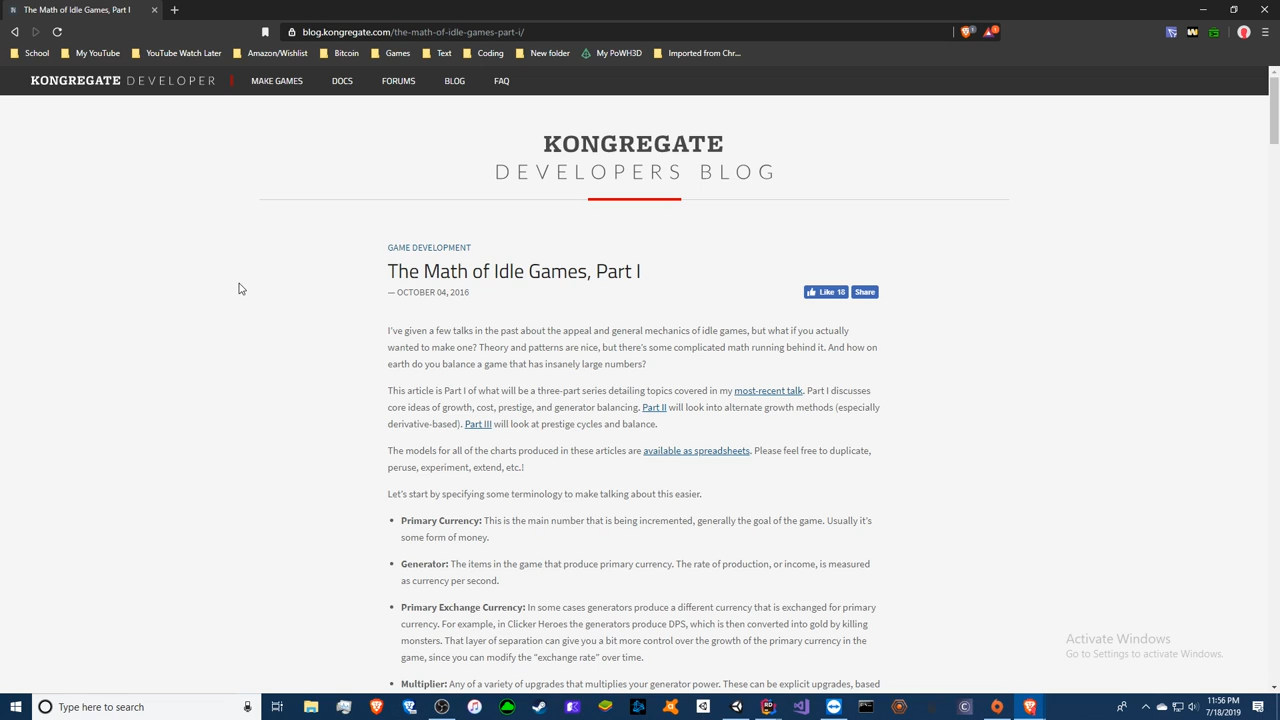 The Math of Idle Games, Part I
blog.kongregate.com/the-math-of-idle-games-part-i/
School
My YouTube
YouTube Watch Later
Amazon/Wishlist
Bitcoin
Games
Text
Coding
New folder
My PoWH3D
Imported from Chr...
KONGREGATE DEVELOPER
MAKE GAMES
DOCS
FORUMS
BLOG
FAQ
KONGREGATE
DEVELOPERS BLOG
GAME DEVELOPMENT
The Math of Idle Games, Part I
— OCTOBER 04, 2016
Like 18
Share
I've given a few talks in the past about the appeal and general mechanics of idle games, but what if you actually
wanted to make one? Theory and patterns are nice, but there's some complicated math running behind it. And how on
earth do you balance a game that has insanely large numbers?
This article is Part I of what will be a three-part series detailing topics covered in my most-recent talk. Part I discusses
core ideas of growth, cost, prestige, and generator balancing. Part II will look into alternate growth methods (especially
derivative-based). Part III will look at prestige cycles and balance.
The models for all of the charts produced in these articles are available as spreadsheets. Please feel free to duplicate,
peruse, experiment, extend, etc.!
Let's start by specifying some terminology to make talking about this easier.
• Primary Currency: This is the main number that is being incremented, generally the goal of the game. Usually it's
some form of money.
• Generator: The items in the game that produce primary currency. The rate of production, or income, is measured
as currency per second.
• Primary Exchange Currency: In some cases generators produce a different currency that is exchanged for primary
currency. For example, in Clicker Heroes the generators produce DPS, which is then converted into gold by killing
monsters. That layer of separation can give you a bit more control over the growth of the primary currency in the
game, since you can modify the “exchange rate” over time.
• Multiplier: Any of a variety of upgrades that multiplies your generator power. These can be explicit upgrades, based
Activate Windows
Go to Settings to activate Windows.
Type here to search
11:56 PM
7/18/2019